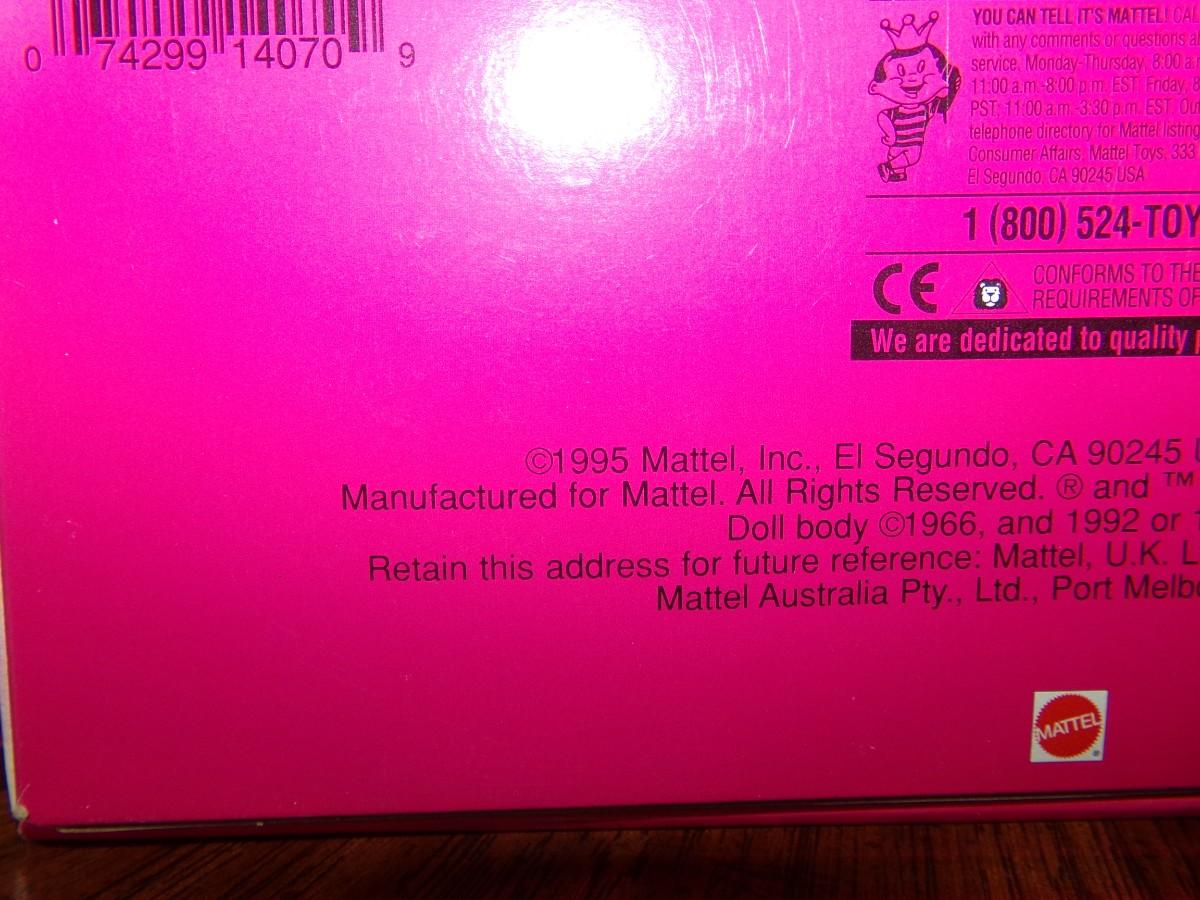 0 74299 14070 9
YOU CAN TELL IT'S MATTEL! CAL
with any comments or questions a
service, Monday-Thursday, 8:00 a.
11:00 a.m.-8:00 p.m. EST. Friday, 8
PST; 11:00 a.m.-3:30 p.m. EST. Ou
telephone directory for Mattel listing
Consumer Affairs, Mattel Toys, 333
El Segundo, CA 90245 USA
1 (800) 524-TOY
CE
CONFORMS TO THE
REQUIREMENTS OF
We are dedicated to quality p
©1995 Mattel, Inc., El Segundo, CA 90245 U
Manufactured for Mattel. All Rights Reserved. ® and ™
Doll body ©1966, and 1992 or 1
Retain this address for future reference: Mattel, U.K. L
Mattel Australia Pty., Ltd., Port Melbo
MATTEL®